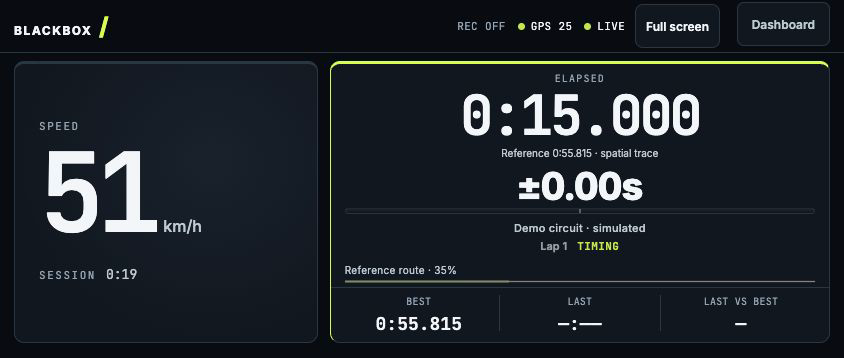 BLACKBOX /
REC OFF GPS 25 LIVE Full screen Dashboard
SPEED
51 km/h
SESSION 0:19
ELAPSED
0:15.000
Reference 0:55.815 · spatial trace
±0.00s
Demo circuit · simulated
Lap 1 TIMING
Reference route · 35%
BEST LAST LAST VS BEST
0:55.815 —:—— —